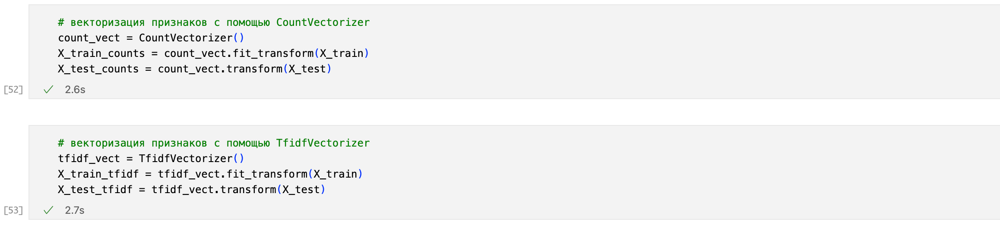 # векторизация признаков с помощью CountVectorizer
count_vect = CountVectorizer()
X_train_counts = count_vect.fit_transform(X_train)
X_test_counts = count_vect.transform(X_test)
[52] ✓ 2.6s
# векторизация признаков с помощью TfidfVectorizer
tfidf_vect = TfidfVectorizer()
X_train_tfidf = tfidf_vect.fit_transform(X_train)
X_test_tfidf = tfidf_vect.transform(X_test)
[53] ✓ 2.7s